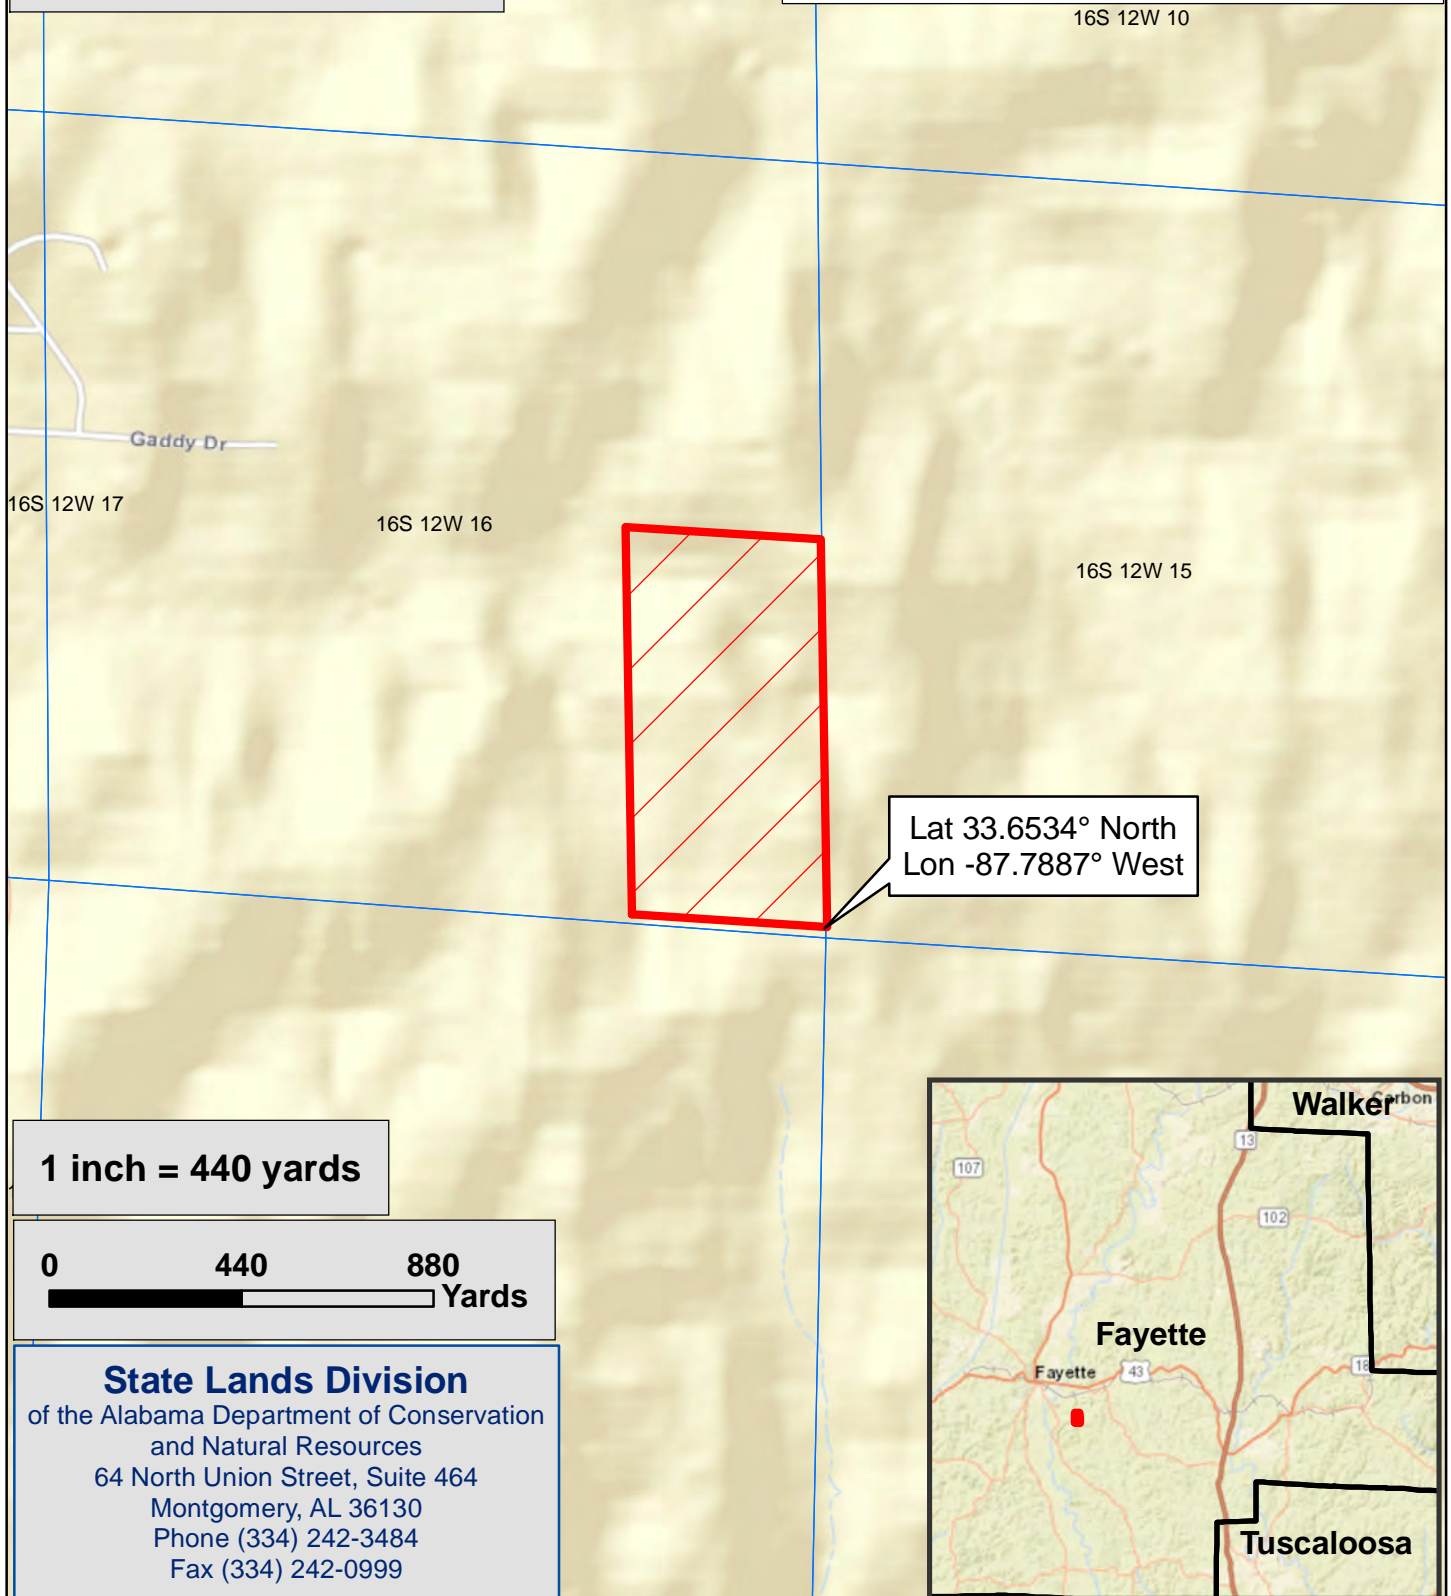 16S 12W 10
Gaddy Dr
16S 12W 17
16S 12W 16
16S 12W 15
Lat 33.6534° North
Lon -87.7887° West
1 inch = 440 yards
0 440 880
Yards
State Lands Division
of the Alabama Department of Conservation
and Natural Resources
64 North Union Street, Suite 464
Montgomery, AL 36130
Phone (334) 242-3484
Fax (334) 242-0999
Walker
Carbon
13
107
102
Fayette
Fayette
43
18
Tuscaloosa